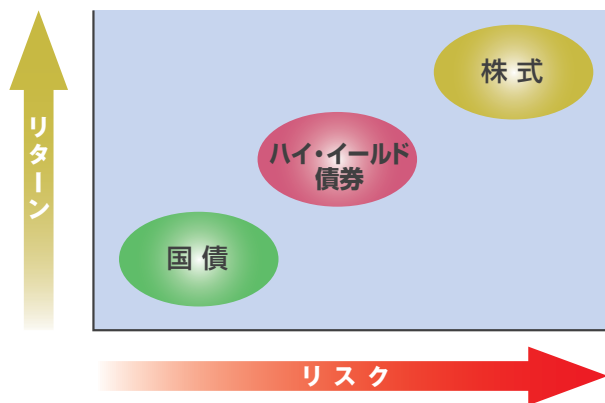 株式
ハイ・イールド
債券
国債
リターン
リスク